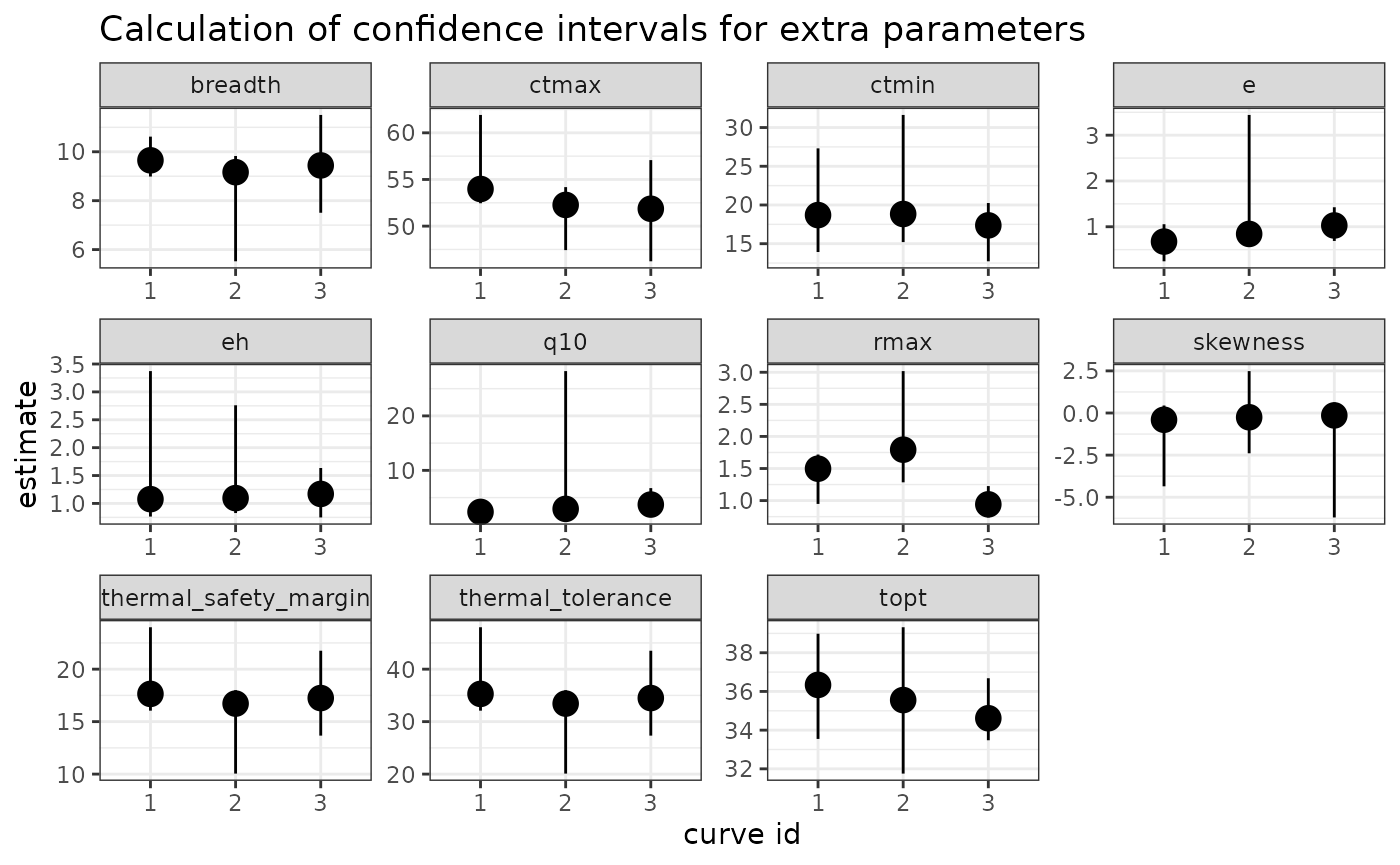 Calculation of confidence intervals for extra parameters
breadth
ctmax
ctmin
e
10
8
6
60
55
50
30
25
20
15
3
2
1
1 2 3
1 2 3
1 2 3
1 2 3
estimate
eh
q10
rmax
skewness
3.5
3.0
2.5
2.0
1.5
1.0
20
10
3.0
2.5
2.0
1.5
1.0
2.5
0.0
-2.5
-5.0
1 2 3
1 2 3
1 2 3
1 2 3
thermal_safety_margin
thermal_tolerance
topt
20
15
10
40
30
20
38
36
34
32
1 2 3
1 2 3
1 2 3
curve id